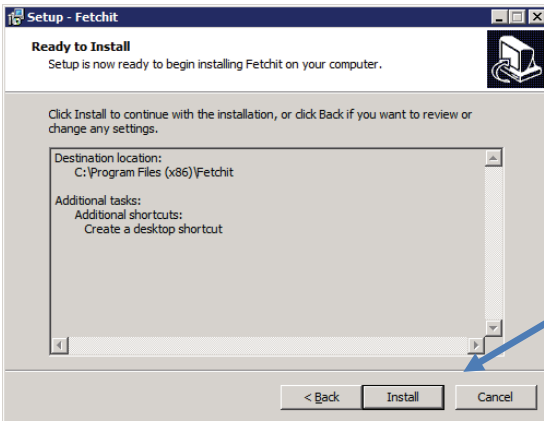 Setup - Fetchit
Ready to Install
Setup is now ready to begin installing Fetchit on your computer.
Click Install to continue with the installation, or click Back if you want to review or
change any settings.
Destination location:
C:\Program Files (x86)\Fetchit
Additional tasks:
Additional shortcuts:
Create a desktop shortcut
< Back Install Cancel